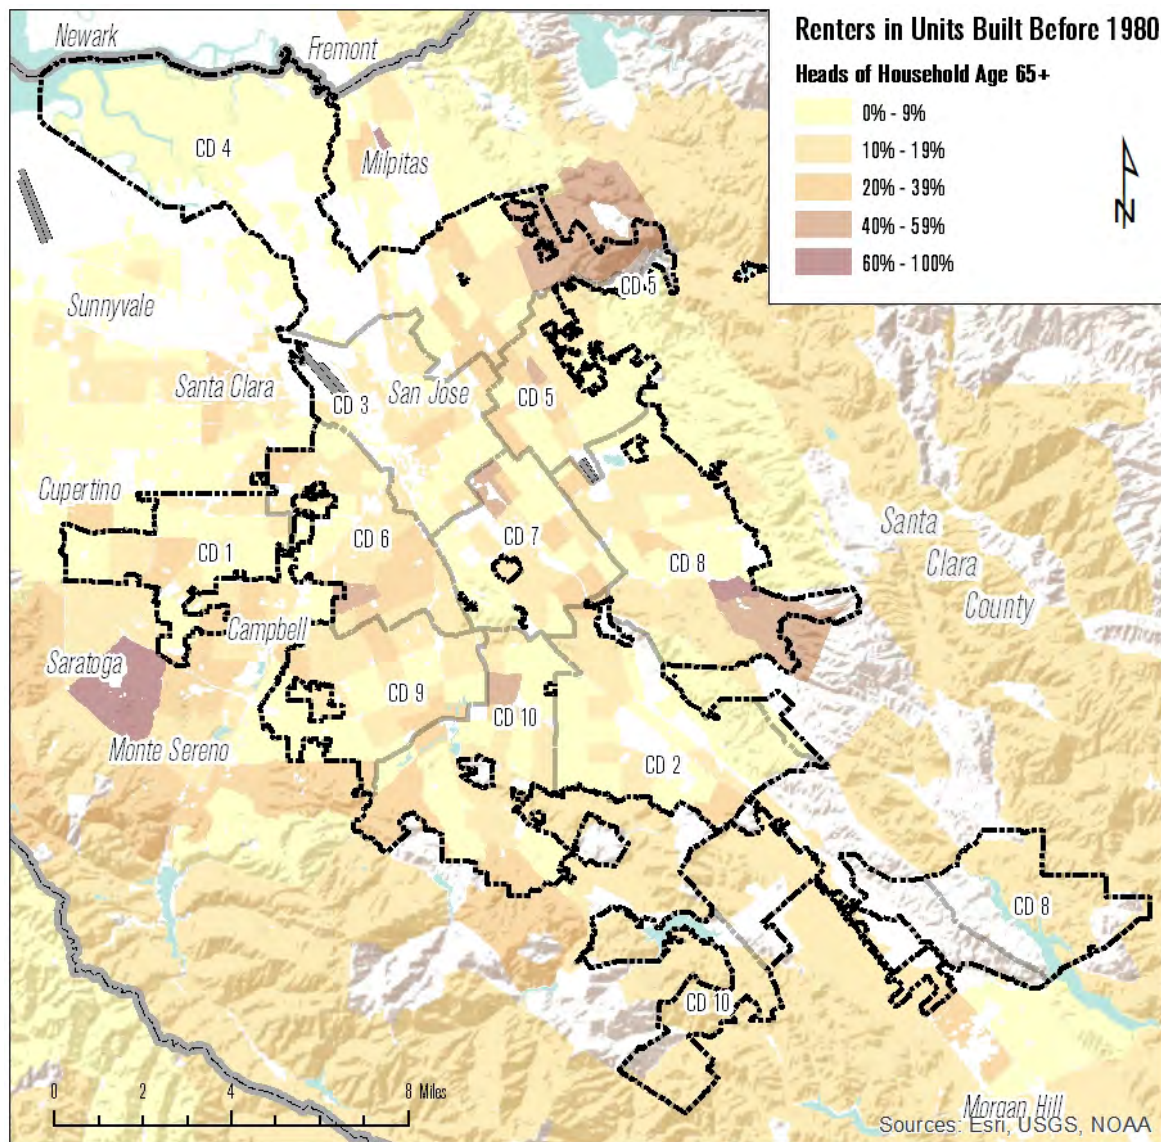 Renters in Units Built Before 1980
Heads of Household Age 65+
0% - 9%
10% - 19%
20% - 39%
40% - 59%
60% - 100%
N
Newark
Fremont
CD 4
Milpitas
CD 5
Sunnyvale
Santa Clara
San Jose
CD 3
CD 5
Cupertino
Santa
Clara
County
CD 1
CD 6
CD 7
CD 8
Campbell
Saratoga
CD 9
CD 10
Monte Sereno
CD 2
CD 8
CD 10
0 2 4 8 Miles
Morgan Hill
Sources: Esri, USGS, NOAA